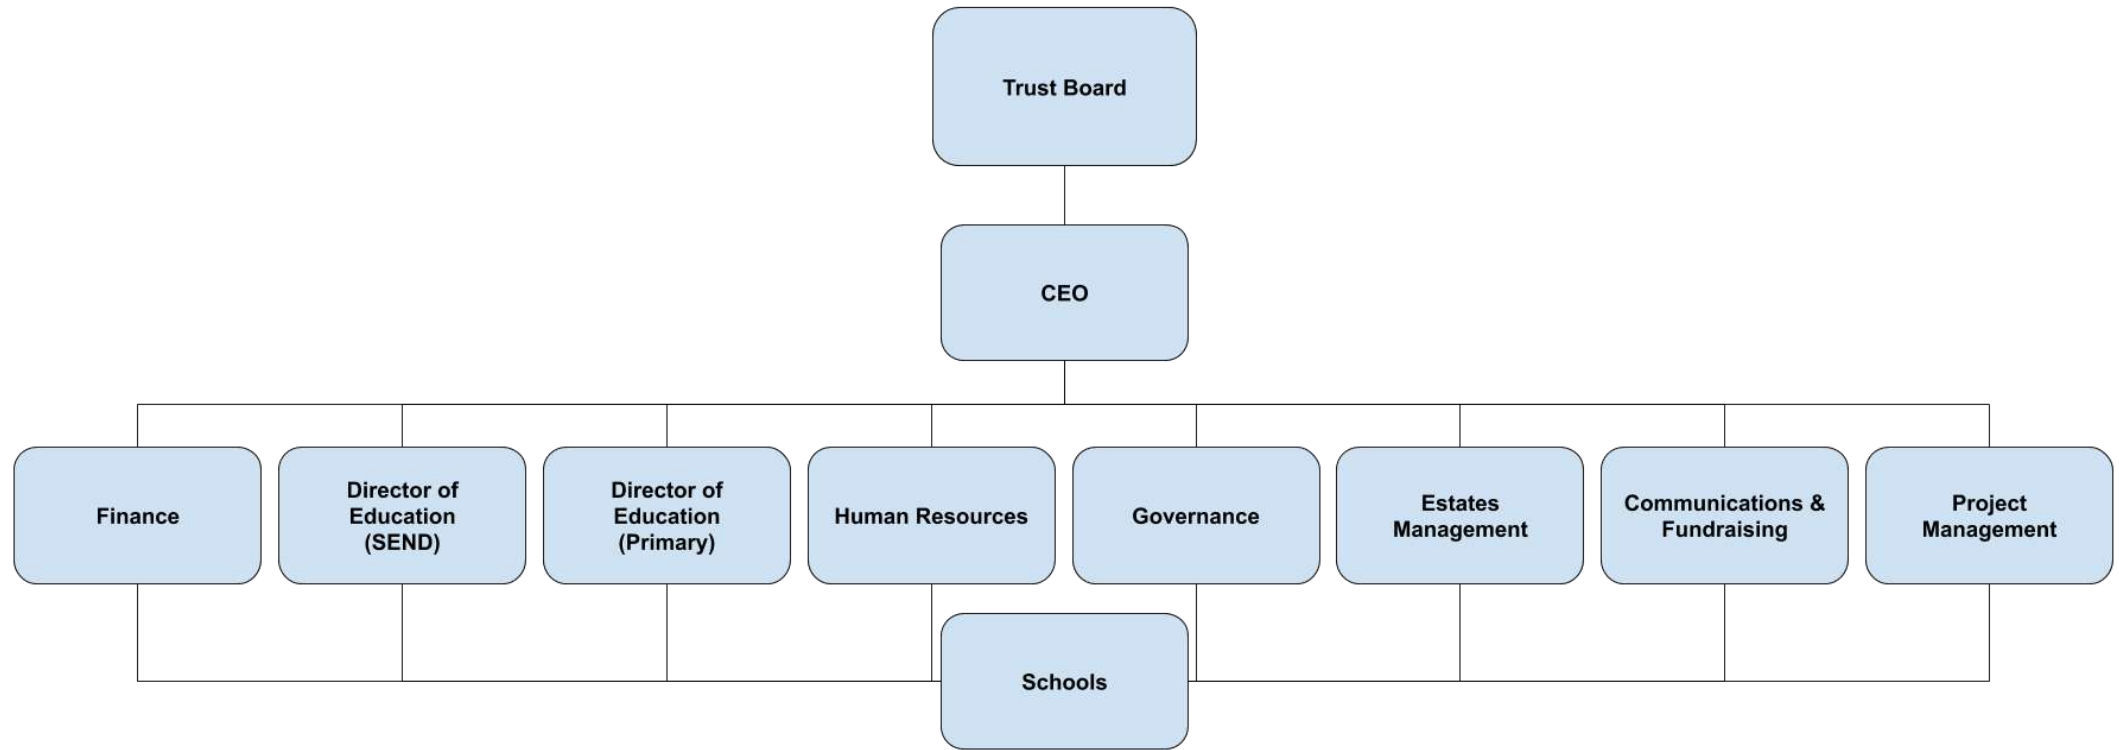 Trust Board
CEO
Finance
Director of
Education
(SEND)
Director of
Education
(Primary)
Human Resources
Governance
Estates
Management
Communications &
Fundraising
Project
Management
Schools